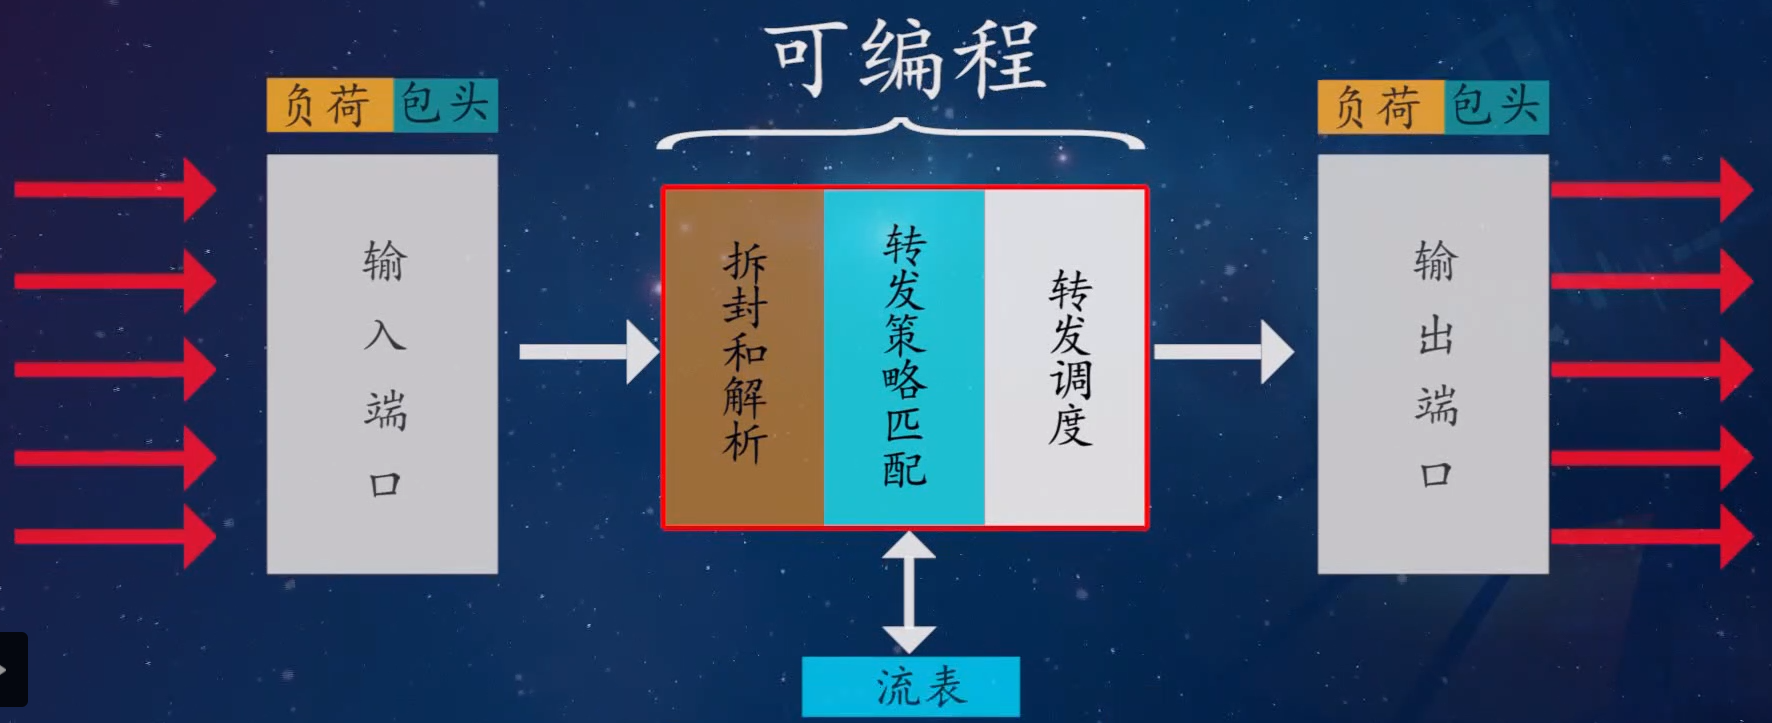 可编程
负荷 包头
负荷 包头
输入端口
拆封和解析
转发策略匹配
转发调度
输出端口
流表